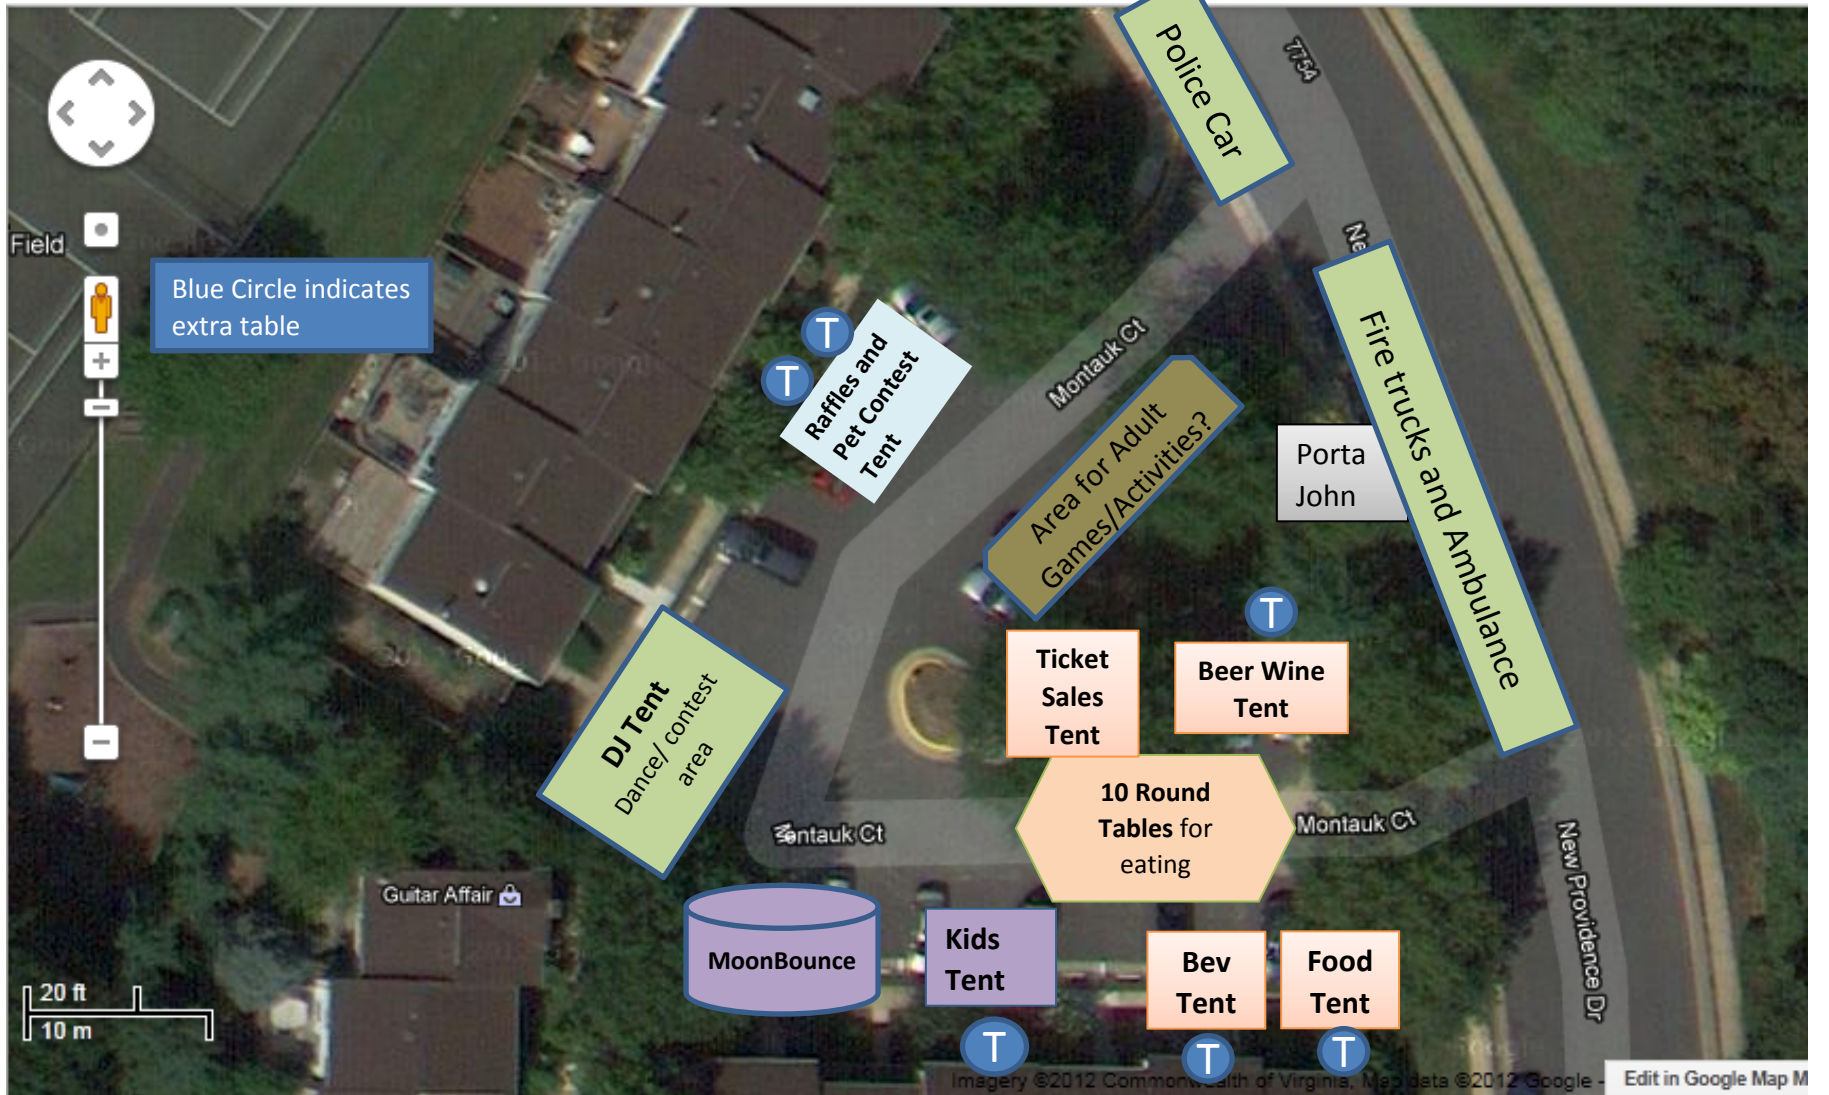 Police Car
7754
Field
Blue Circle indicates
extra table
T
T
Raffles and
Pet Contest
Tent
Montauk Ct
Ne
Fire trucks and Ambulance
Area for Adult
Games/Activities?
Porta
John
T
Ticket
Sales
Tent
Beer Wine
Tent
DJ Tent
Dance/ contest
area
10 Round
Tables for
eating
Montauk Ct
Montauk Ct
New Providence Dr
Guitar Affair
MoonBounce
Kids
Tent
Bev
Tent
Food
Tent
T
T
T
20 ft
10 m
Imagery ©2012 Commonwealth of Virginia, Map data ©2012 Google -
Edit in Google Map M